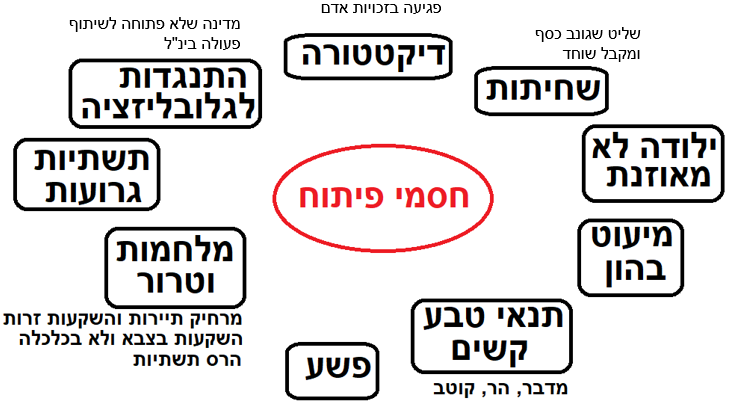 פגיעה בזכויות אדם
דיקטטורה
שליט שגונב כסף
ומקבל שוחד
שחיתות
ילודה לא
מאוזנת
מיעוט
בהון
תנאי טבע
קשים
מדבר, הר, קוטב
פשע
מלחמות
וטרור
מרחיק תיירות והשקעות זרות
השקעות בצבא ולא בכלכלה
הרס תשתיות
תשתיות
גרועות
מדינה שלא פתוחה לשיתוף
פעולה בינ"ל
התנגדות
לגלובליזציה
חסמי פיתוח